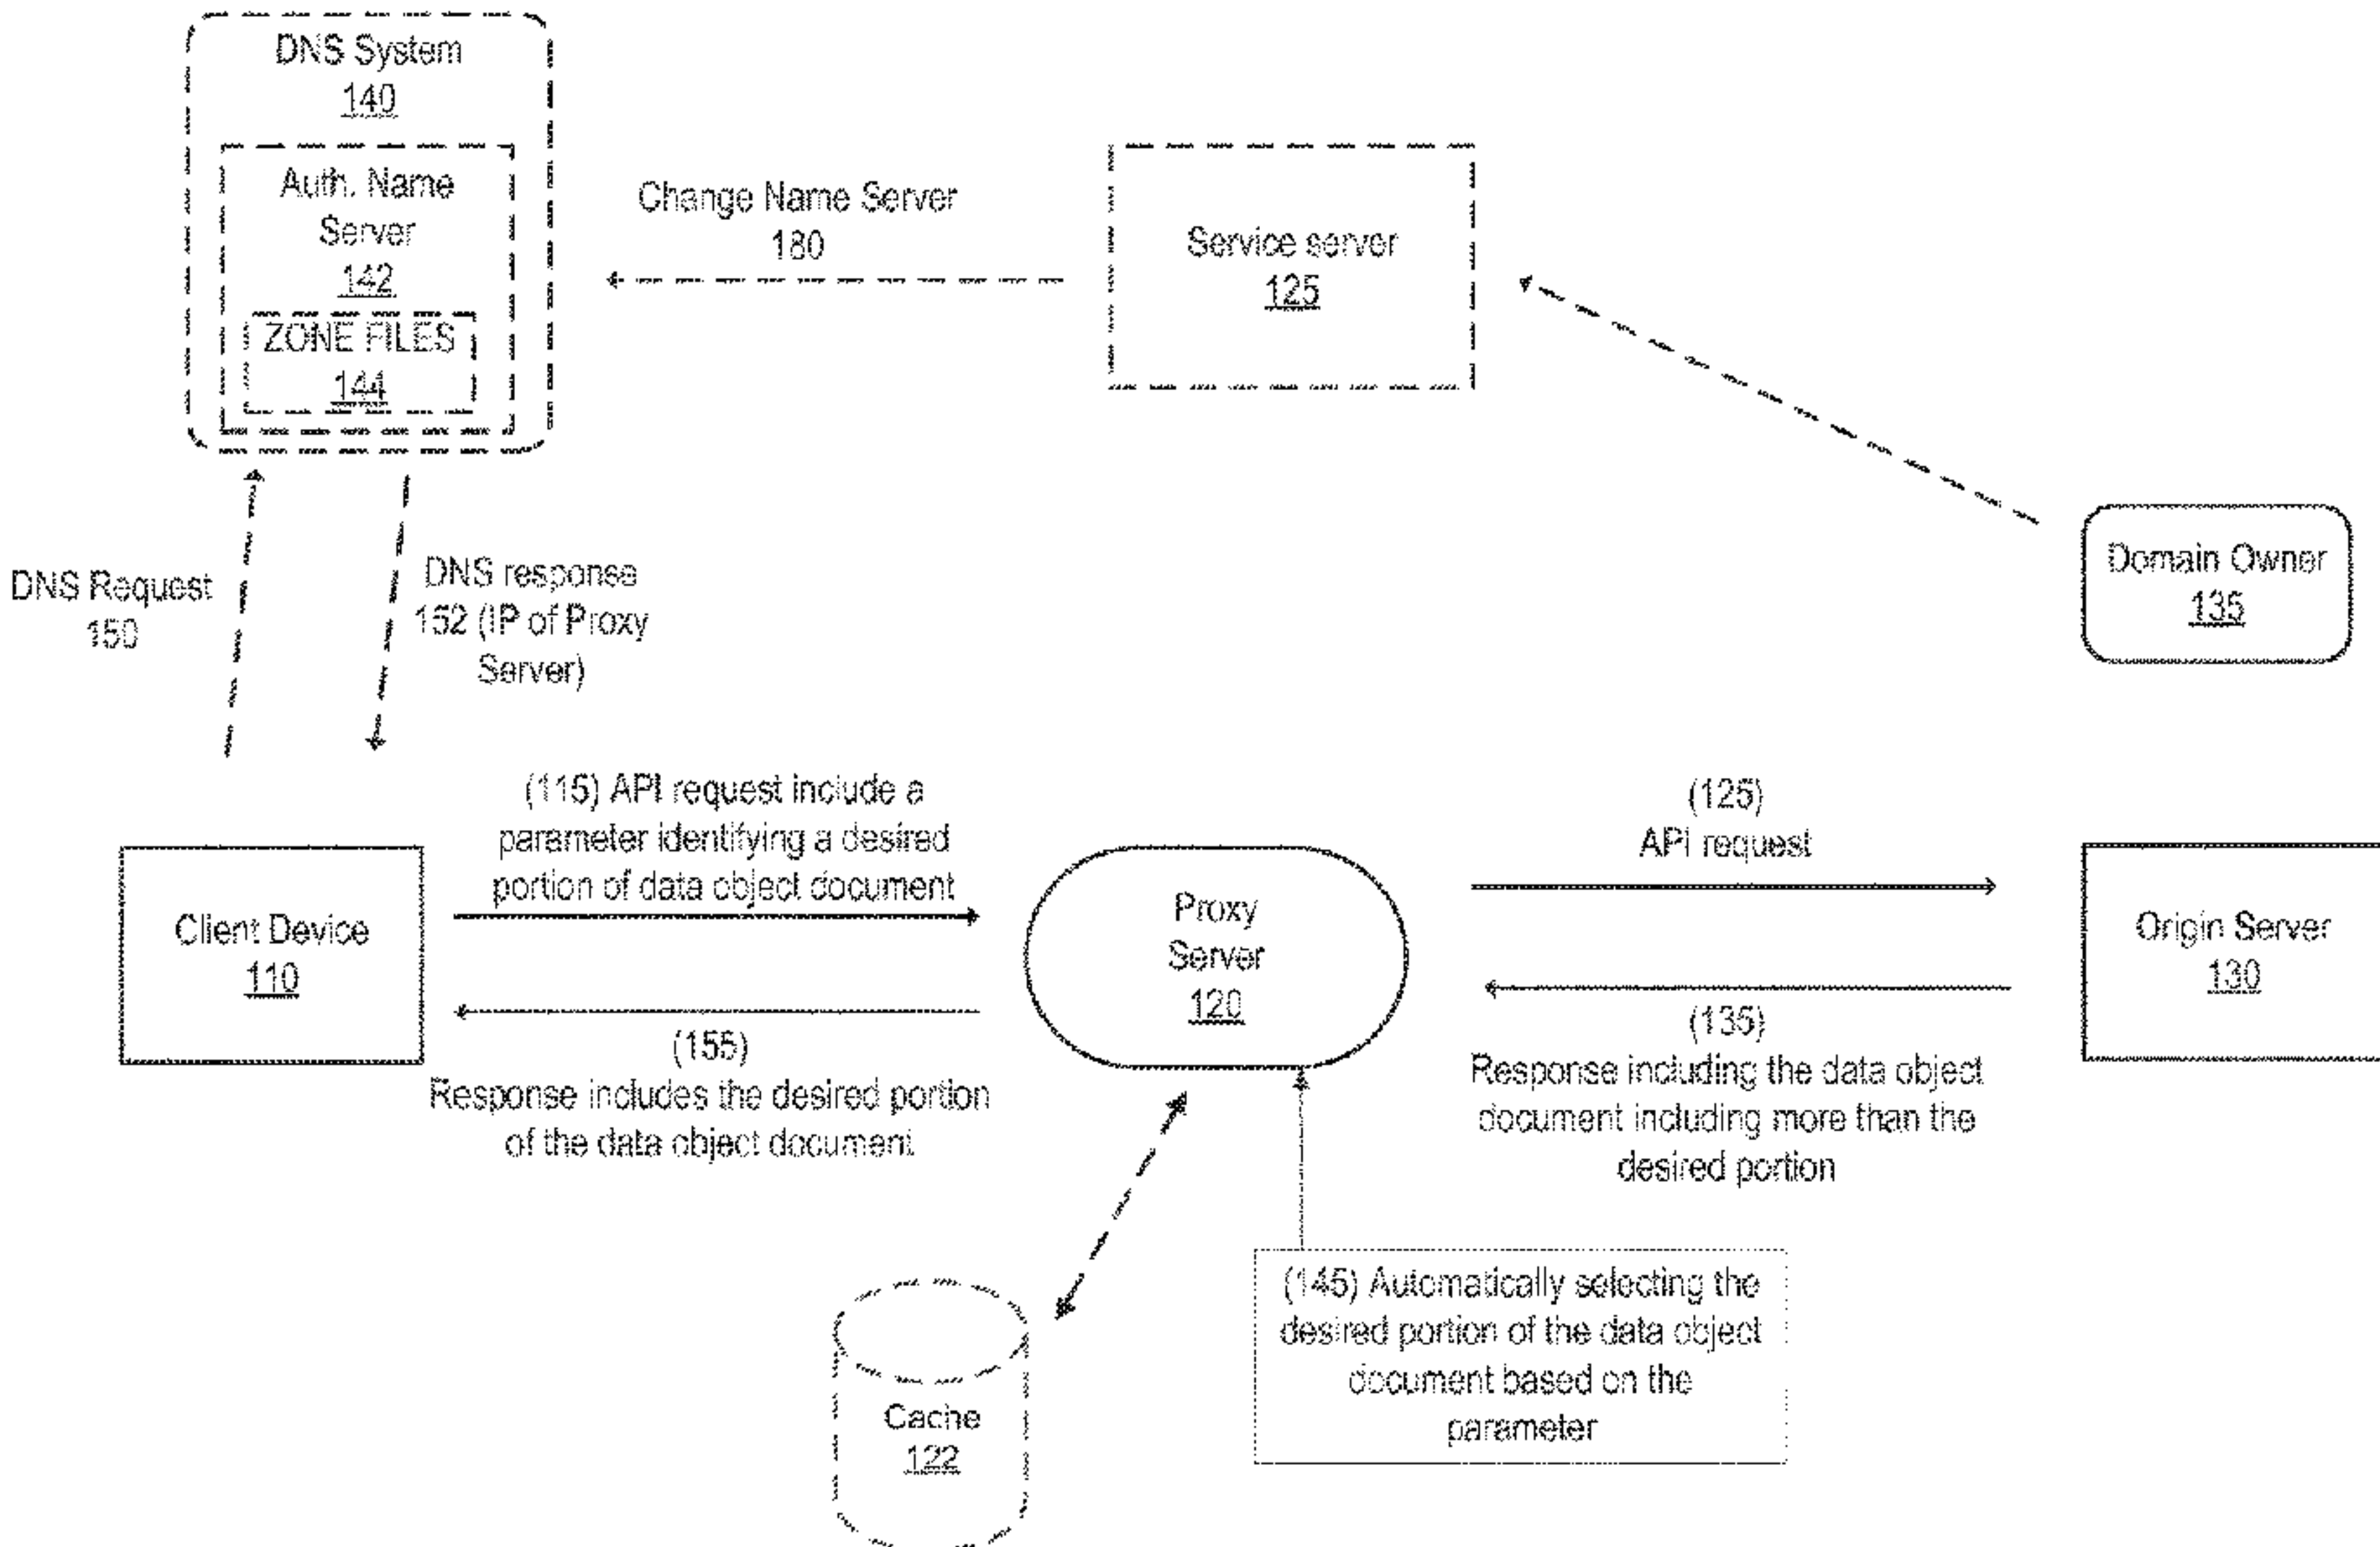 DNS System
140
Auth. Name
Server
142
ZONE FILES
144
Change Name Server
180
Service server
125
Domain Owner
135
DNS Request
150
DNS response
152 (IP of Proxy
Server)
(115) API request include a
parameter identifying a desired
portion of data object document
(125)
API request
Client Device
110
Proxy
Server
120
Origin Server
130
(155)
Response includes the desired portion
of the data object document
(135)
Response including the data object
document including more than the
desired portion
(145) Automatically selecting the
desired portion of the data object
document based on the
parameter
Cache
122